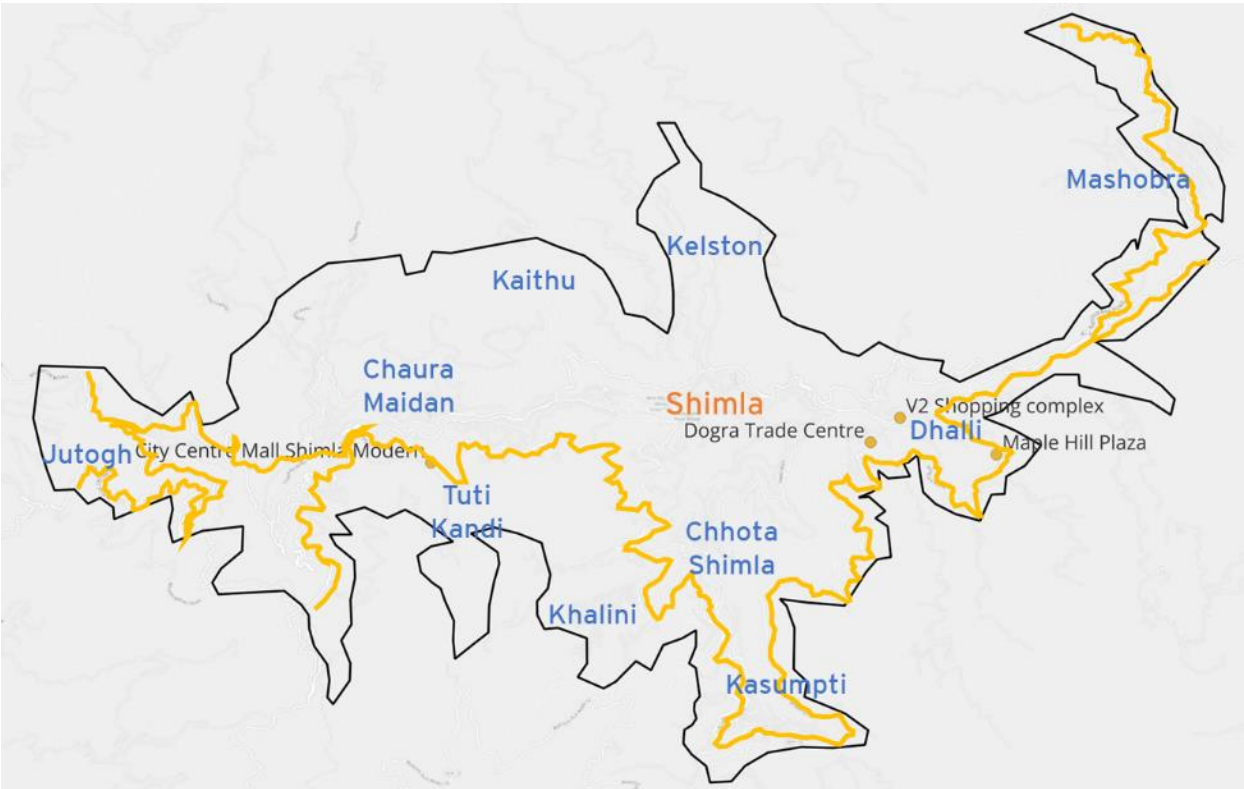 Mashobra
Kelston
Kaithu
Chaura
Maidan
Shimla
V2 Shopping complex
Dogra Trade Centre
Dhalli
Maple Hill Plaza
Jutogh
City Centre Mall Shimla Modern
Tuti
Kandi
Chhota
Shimla
Khalini
Kasumpti